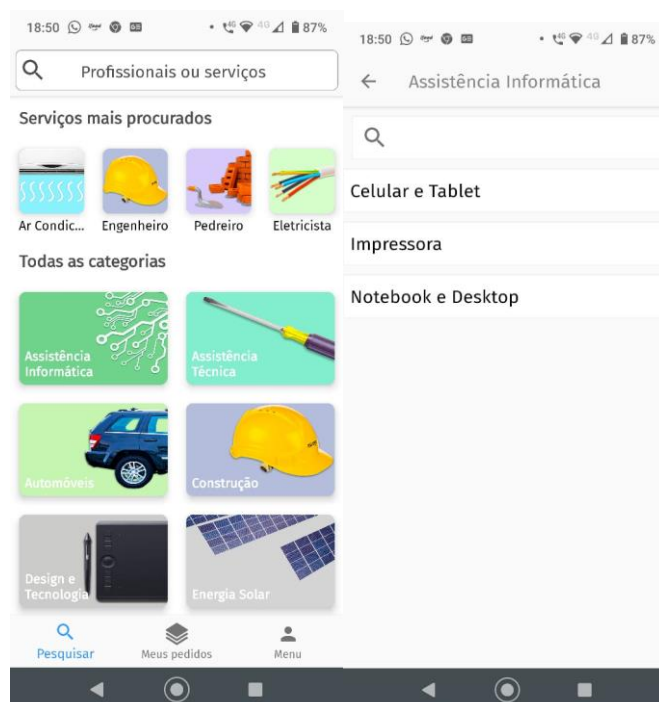 18:50
4G 87%
Profissionais ou serviços
Serviços mais procurados
Ar Condic... Engenheiro Pedreiro Eletricista
Todas as categorias
Assistência
Informática
Assistência
Técnica
Automóveis
Construção
Design e
Tecnologia
Energia Solar
Pesquisar Meus pedidos Menu
18:50
4G 87%
Assistência Informática
Celular e Tablet
Impressora
Notebook e Desktop